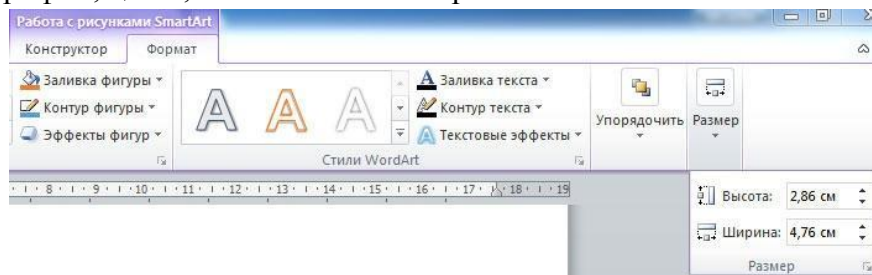 Работа с рисунками SmartArt
Конструктор Формат
Заливка фигуры
Контур фигуры
Эффекты фигур
A A A
A Заливка текста
Контур текста
A Текстовые эффекты
Стили WordArt
Упорядочить
Размер
8 9 10 11 12 13 14 15 16 17 18 19
Высота: 2,86 см
Ширина: 4,76 см
Размер